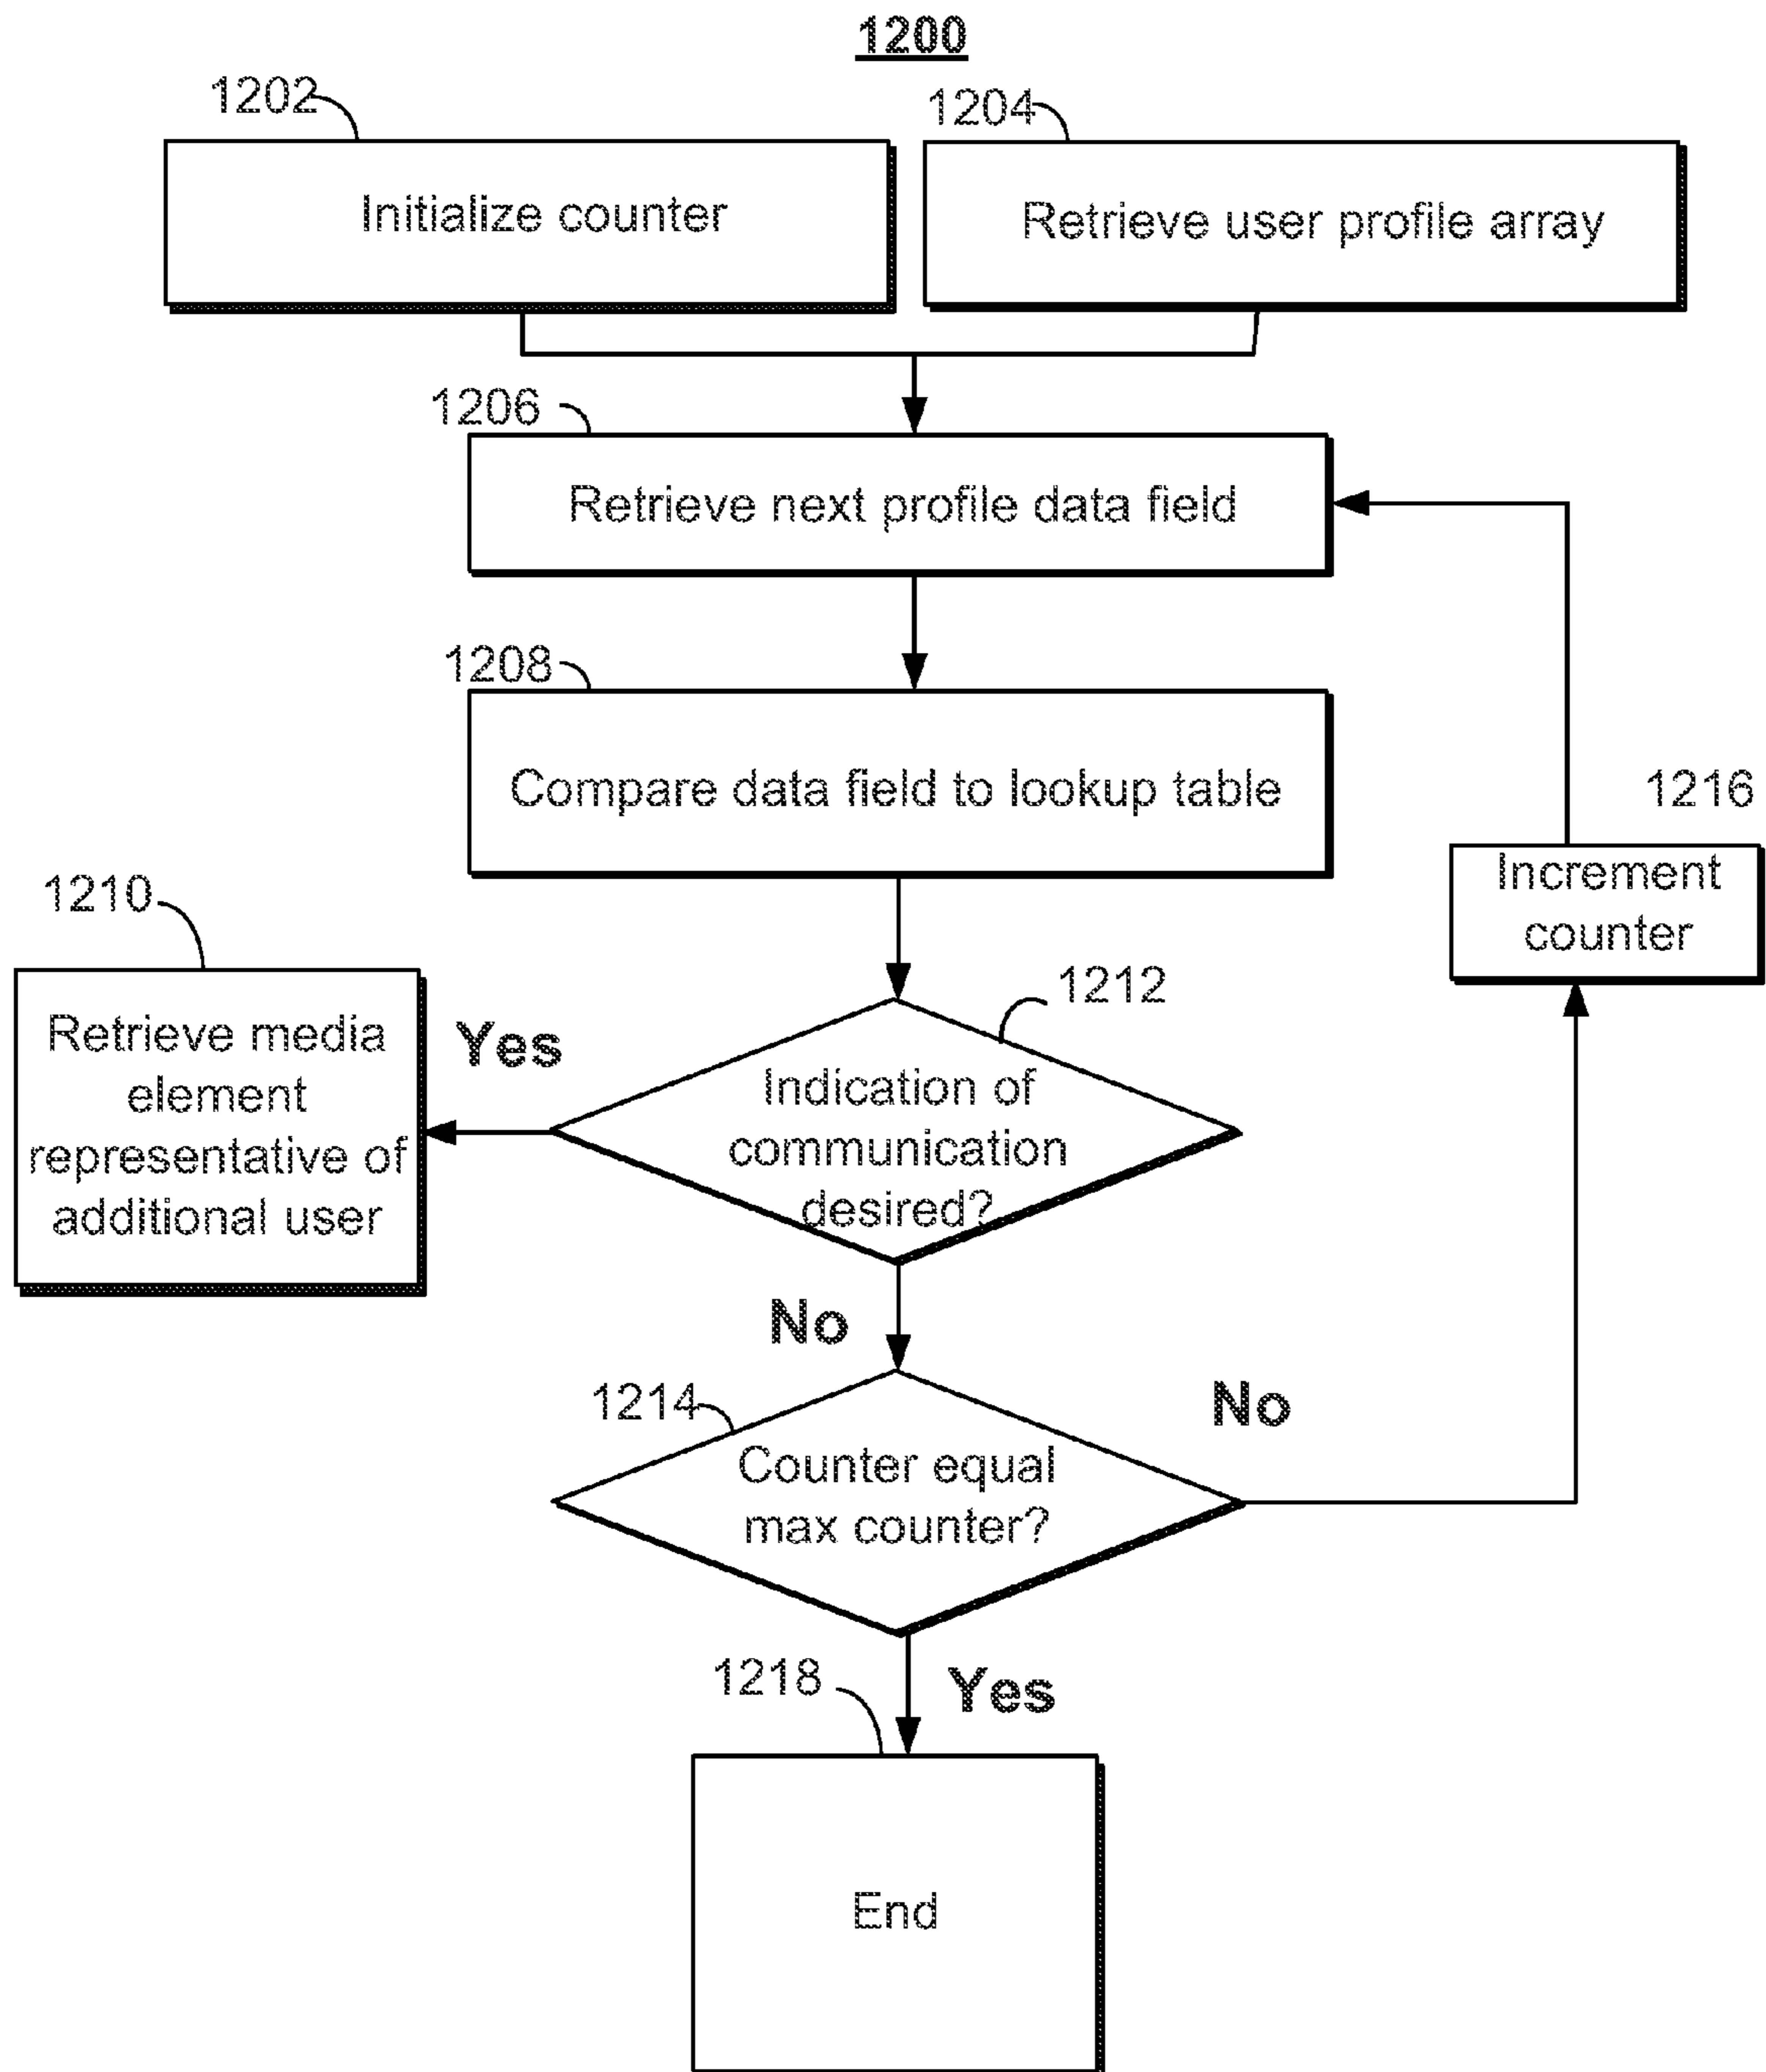 1200
1202
1204
Initialize counter
Retrieve user profile array
1206
Retrieve next profile data field
1208
Compare data field to lookup table
1216
Increment
counter
1210
Retrieve media
element
representative of
additional user
Yes
1212
Indication of
communication
desired?
No
1214
Counter equal
max counter?
No
1218
Yes
End